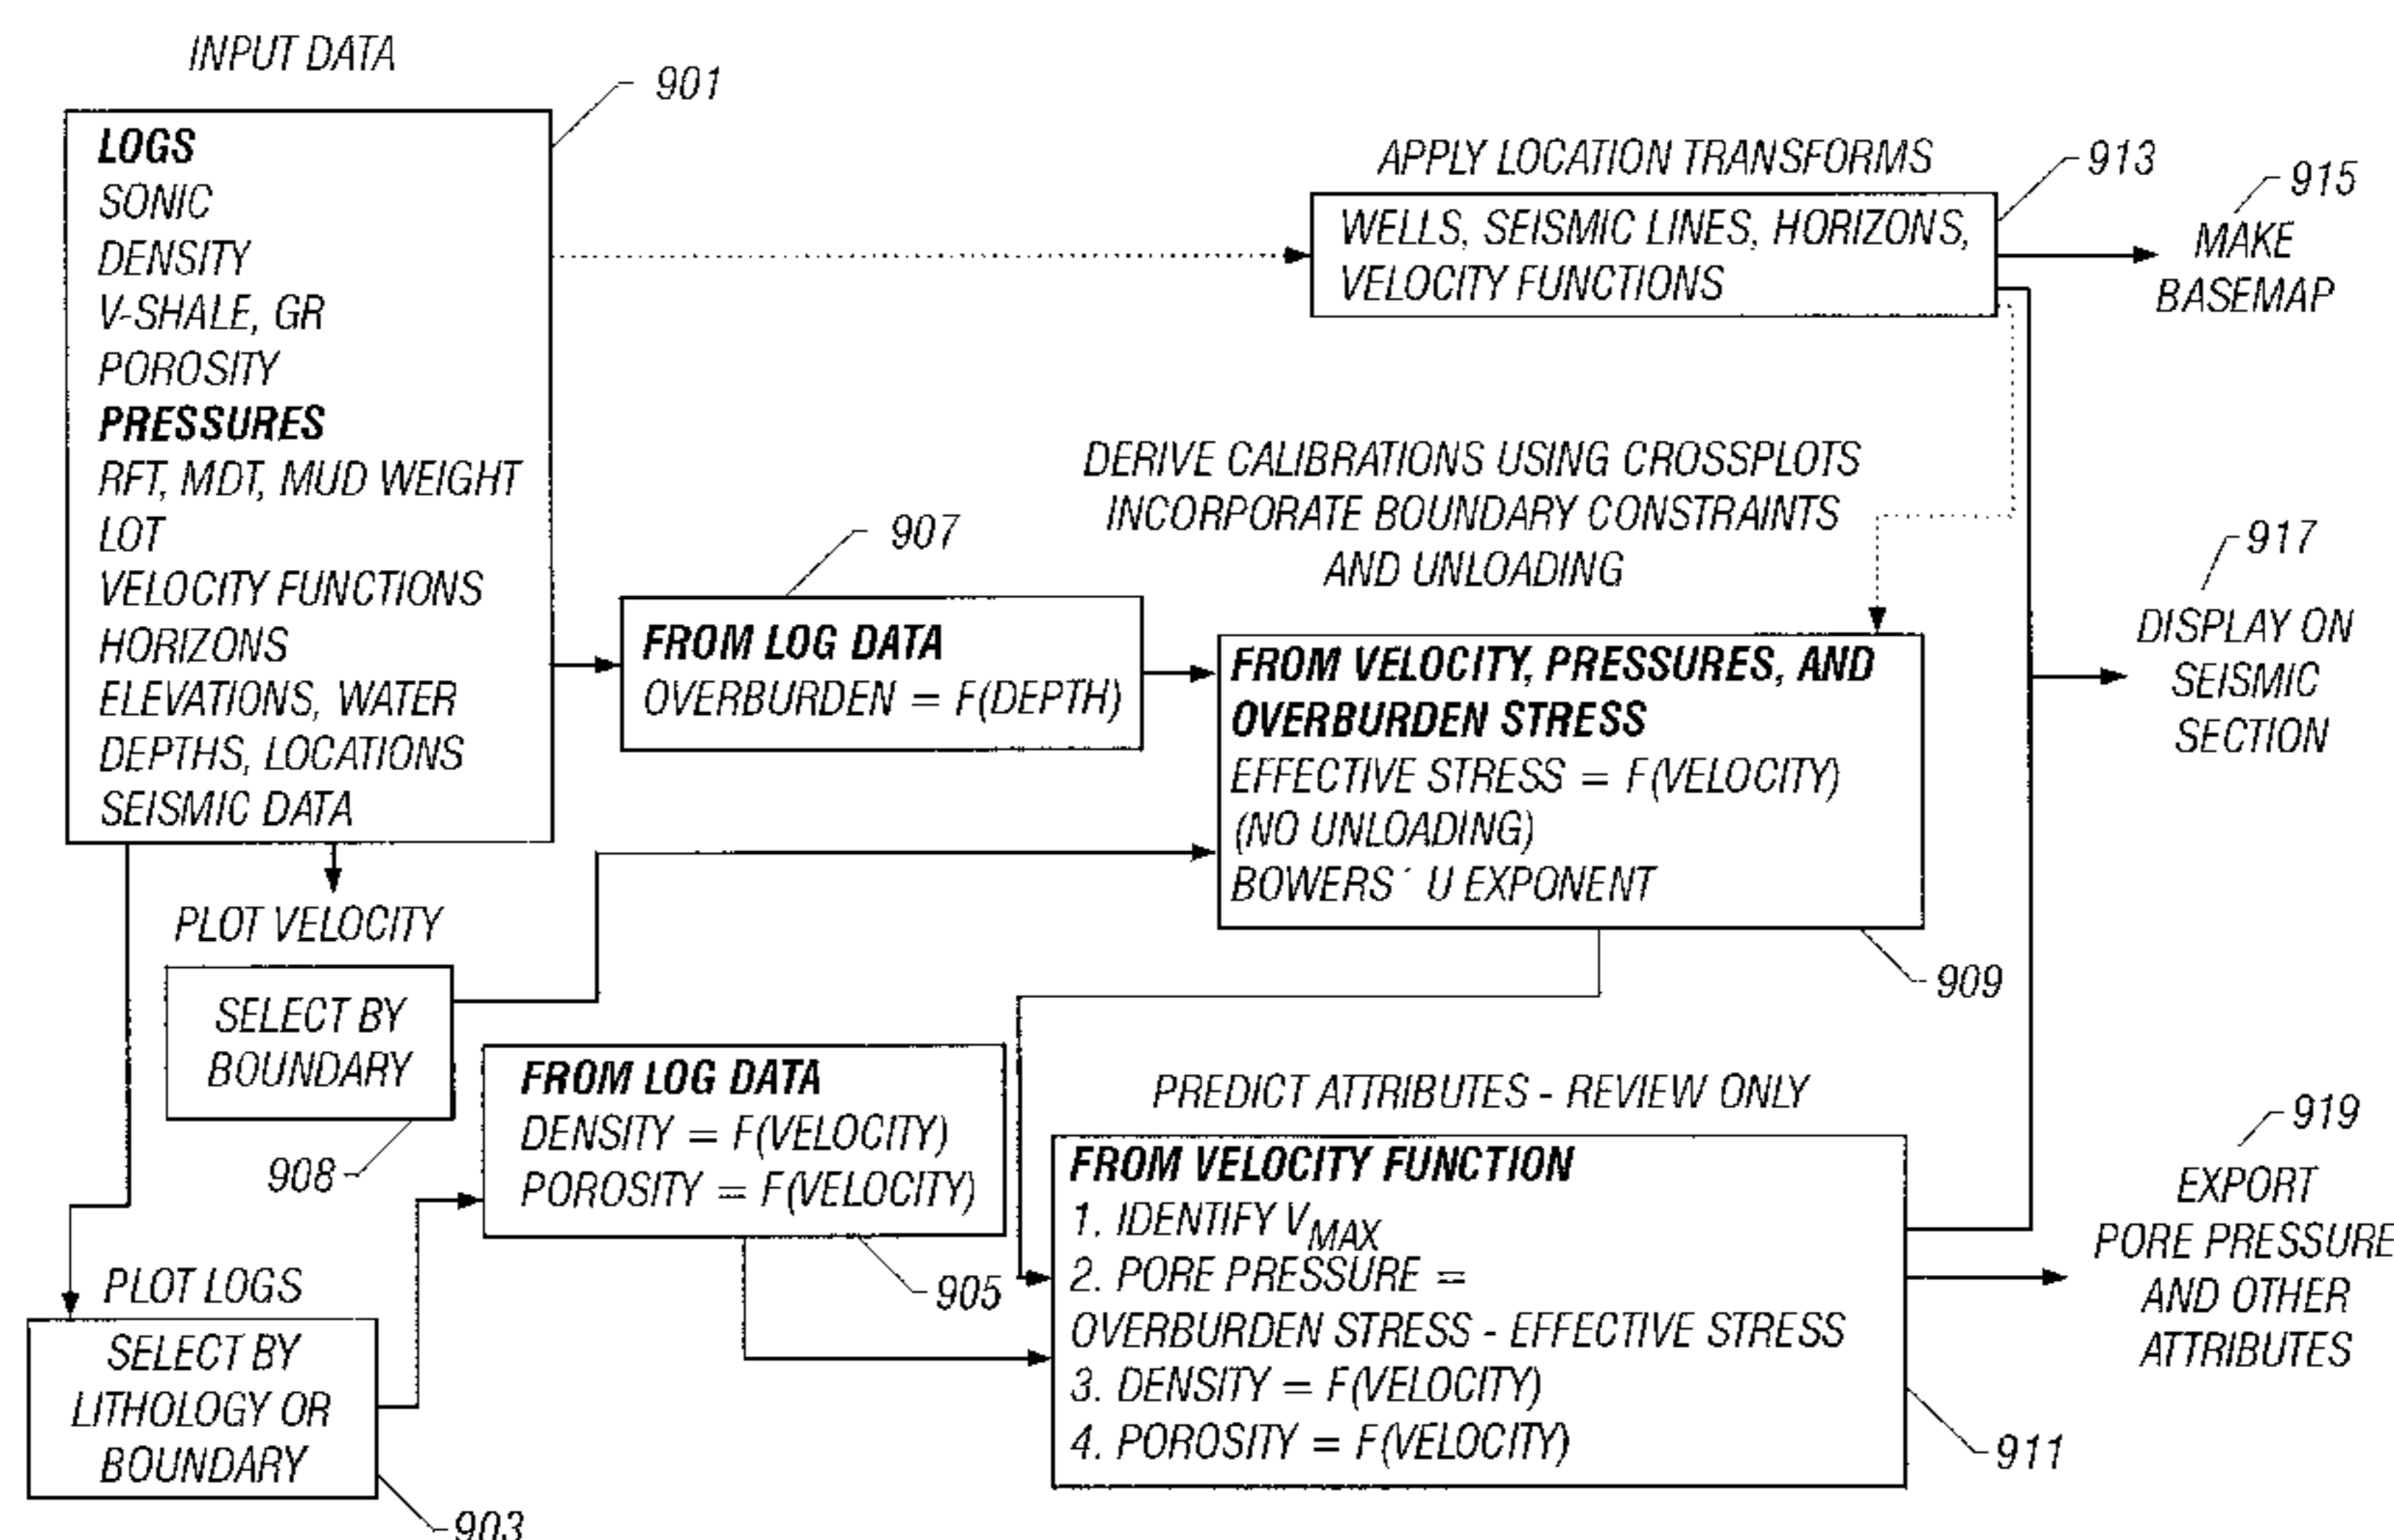 INPUT DATA
901
LOGS
SONIC
DENSITY
V-SHALE, GR
POROSITY
PRESSURES
RFT, MDT, MUD WEIGHT
LOT
VELOCITY FUNCTIONS
HORIZONS
ELEVATIONS, WATER
DEPTHS, LOCATIONS
SEISMIC DATA
APPLY LOCATION TRANSFORMS
913
WELLS, SEISMIC LINES, HORIZONS,
VELOCITY FUNCTIONS
915
MAKE
BASEMAP
DERIVE CALIBRATIONS USING CROSSPLOTS
INCORPORATE BOUNDARY CONSTRAINTS
AND UNLOADING
907
FROM LOG DATA
OVERBURDEN = F(DEPTH)
FROM VELOCITY, PRESSURES, AND
OVERBURDEN STRESS
EFFECTIVE STRESS = F(VELOCITY)
(NO UNLOADING)
BOWERS´ U EXPONENT
909
917
DISPLAY ON
SEISMIC
SECTION
PLOT VELOCITY
SELECT BY
BOUNDARY
908
FROM LOG DATA
DENSITY = F(VELOCITY)
POROSITY = F(VELOCITY)
905
PLOT LOGS
SELECT BY
LITHOLOGY OR
BOUNDARY
903
PREDICT ATTRIBUTES - REVIEW ONLY
FROM VELOCITY FUNCTION
1. IDENTIFY VMAX
2. PORE PRESSURE =
OVERBURDEN STRESS - EFFECTIVE STRESS
3. DENSITY = F(VELOCITY)
4. POROSITY = F(VELOCITY)
911
919
EXPORT
PORE PRESSURE
AND OTHER
ATTRIBUTES